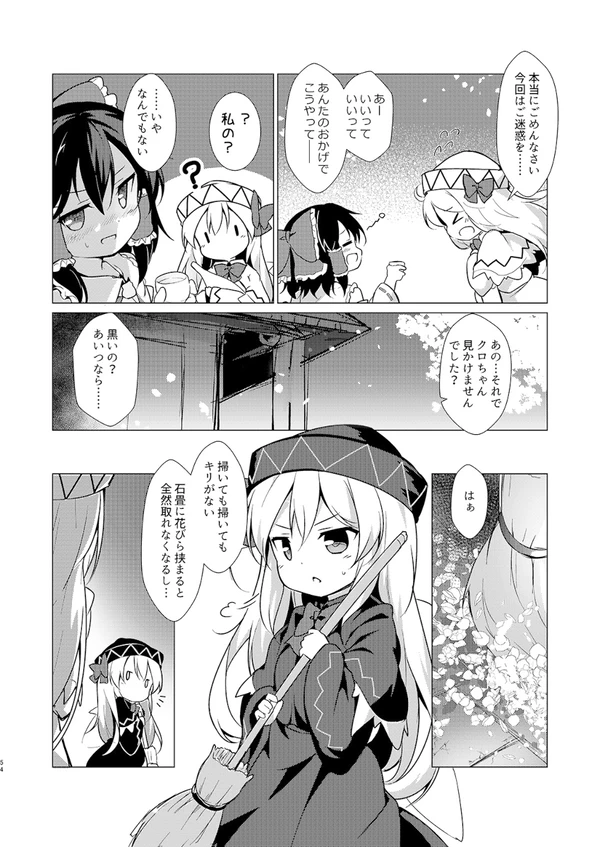 本当にごめんなさい
今回はご迷惑を……
あー
いいって
いいって
あんたのおかげで
こうやって──
？
私の？
？
……いや
なんでもない
あの…それで
クロちゃん
見かけません
でした？
黒いの？
あいつなら……
はぁ
掃いても掃いても
キリがない
石畳に花びら挟まると
全然取れなくなるし…
54